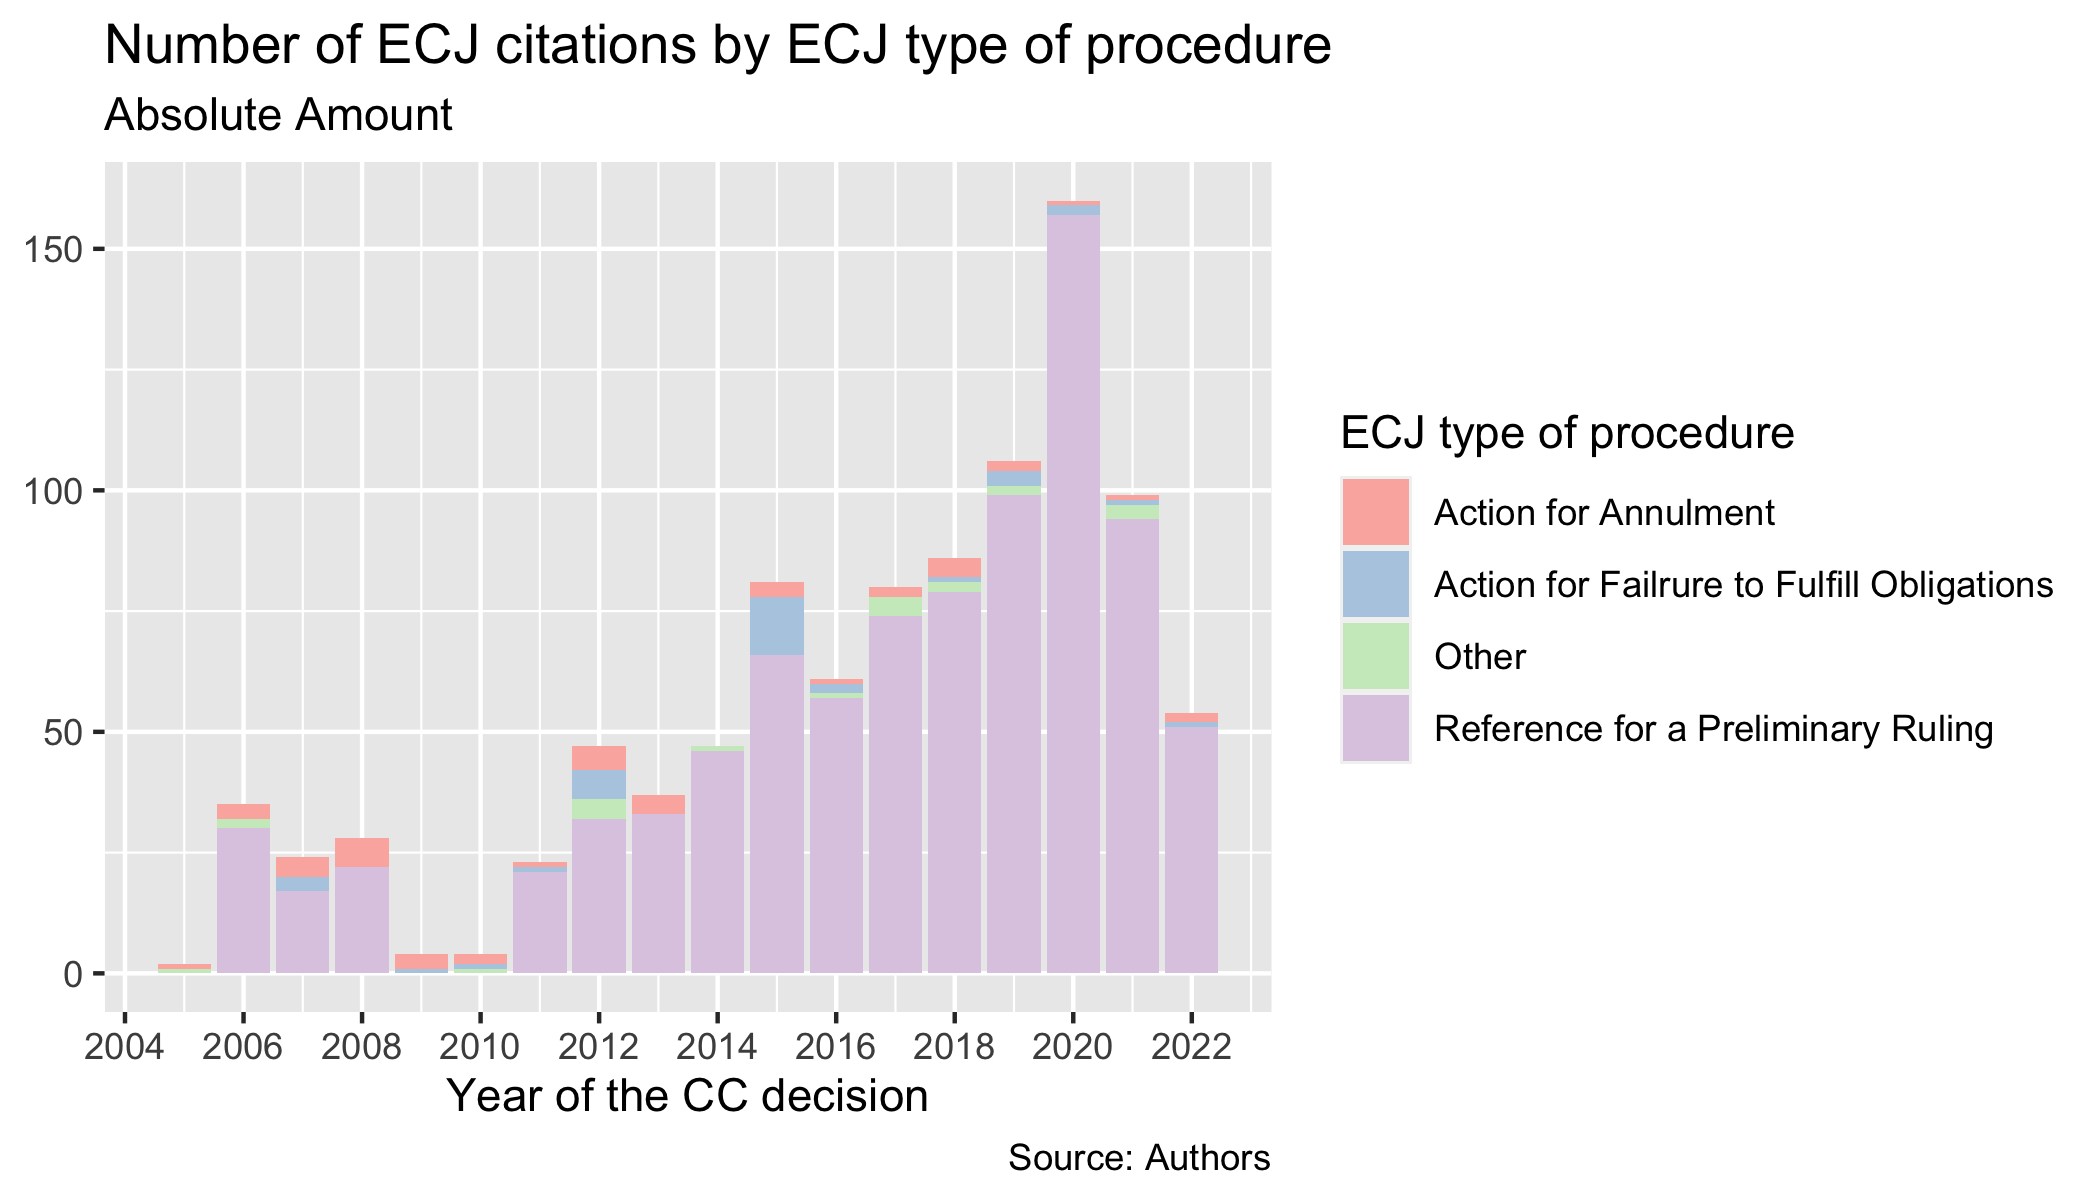 Number of ECJ citations by ECJ type of procedure
Absolute Amount
150
100
50
0
2004 2006 2008 2010 2012 2014 2016 2018 2020 2022
Year of the CC decision
ECJ type of procedure
Action for Annulment
Action for Failrure to Fulfill Obligations
Other
Reference for a Preliminary Ruling
Source: Authors